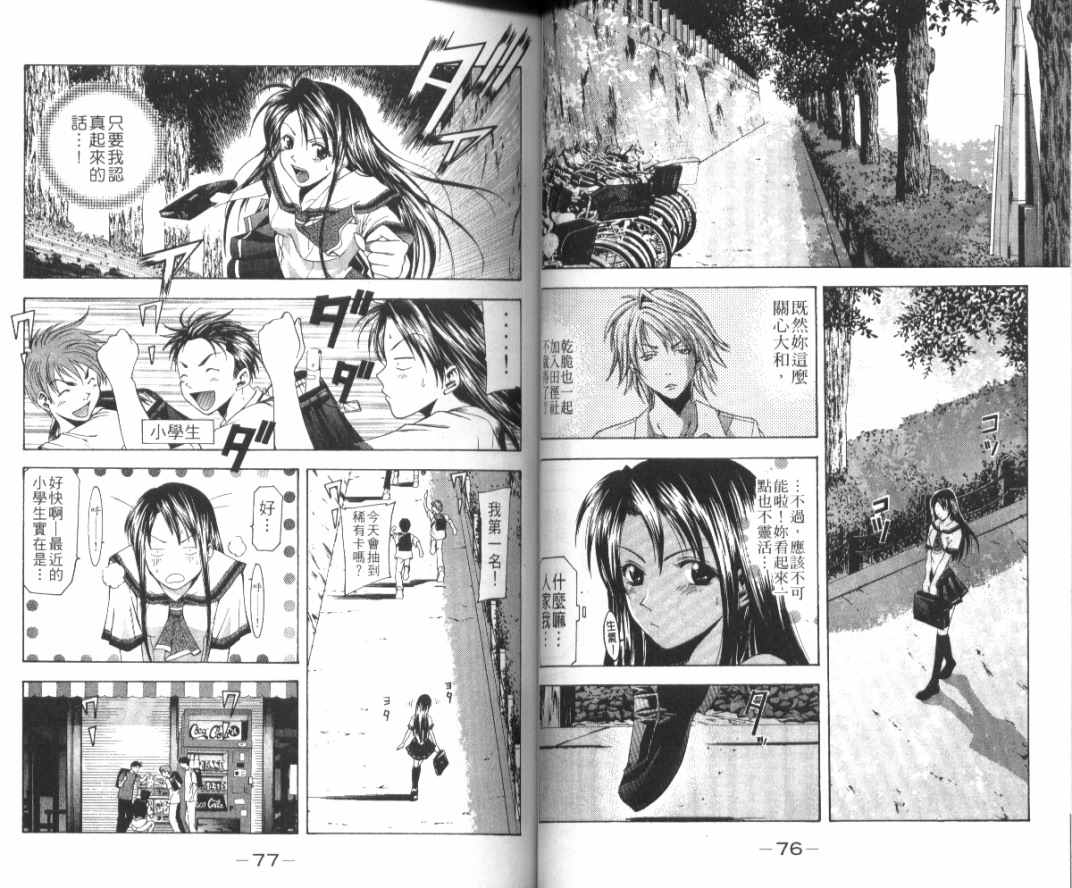 コツ
コツ
既然妳這麼
關心大和，
乾脆也一起
加入田徑社
…不過，應該不可
能啦！妳看起來一
點也不靈活…
什麼嘛…
人家我…
生氣！
ダッ
—76—
ダダダ
只要我認
真起來的
話…！
ダダダ
……！
小學生
我第一名！
今天會抽到
稀有卡嗎？
ヨタ
ヨタ
好…
好快啊—最近的
小學生實在是…
Coca Cola
—77—